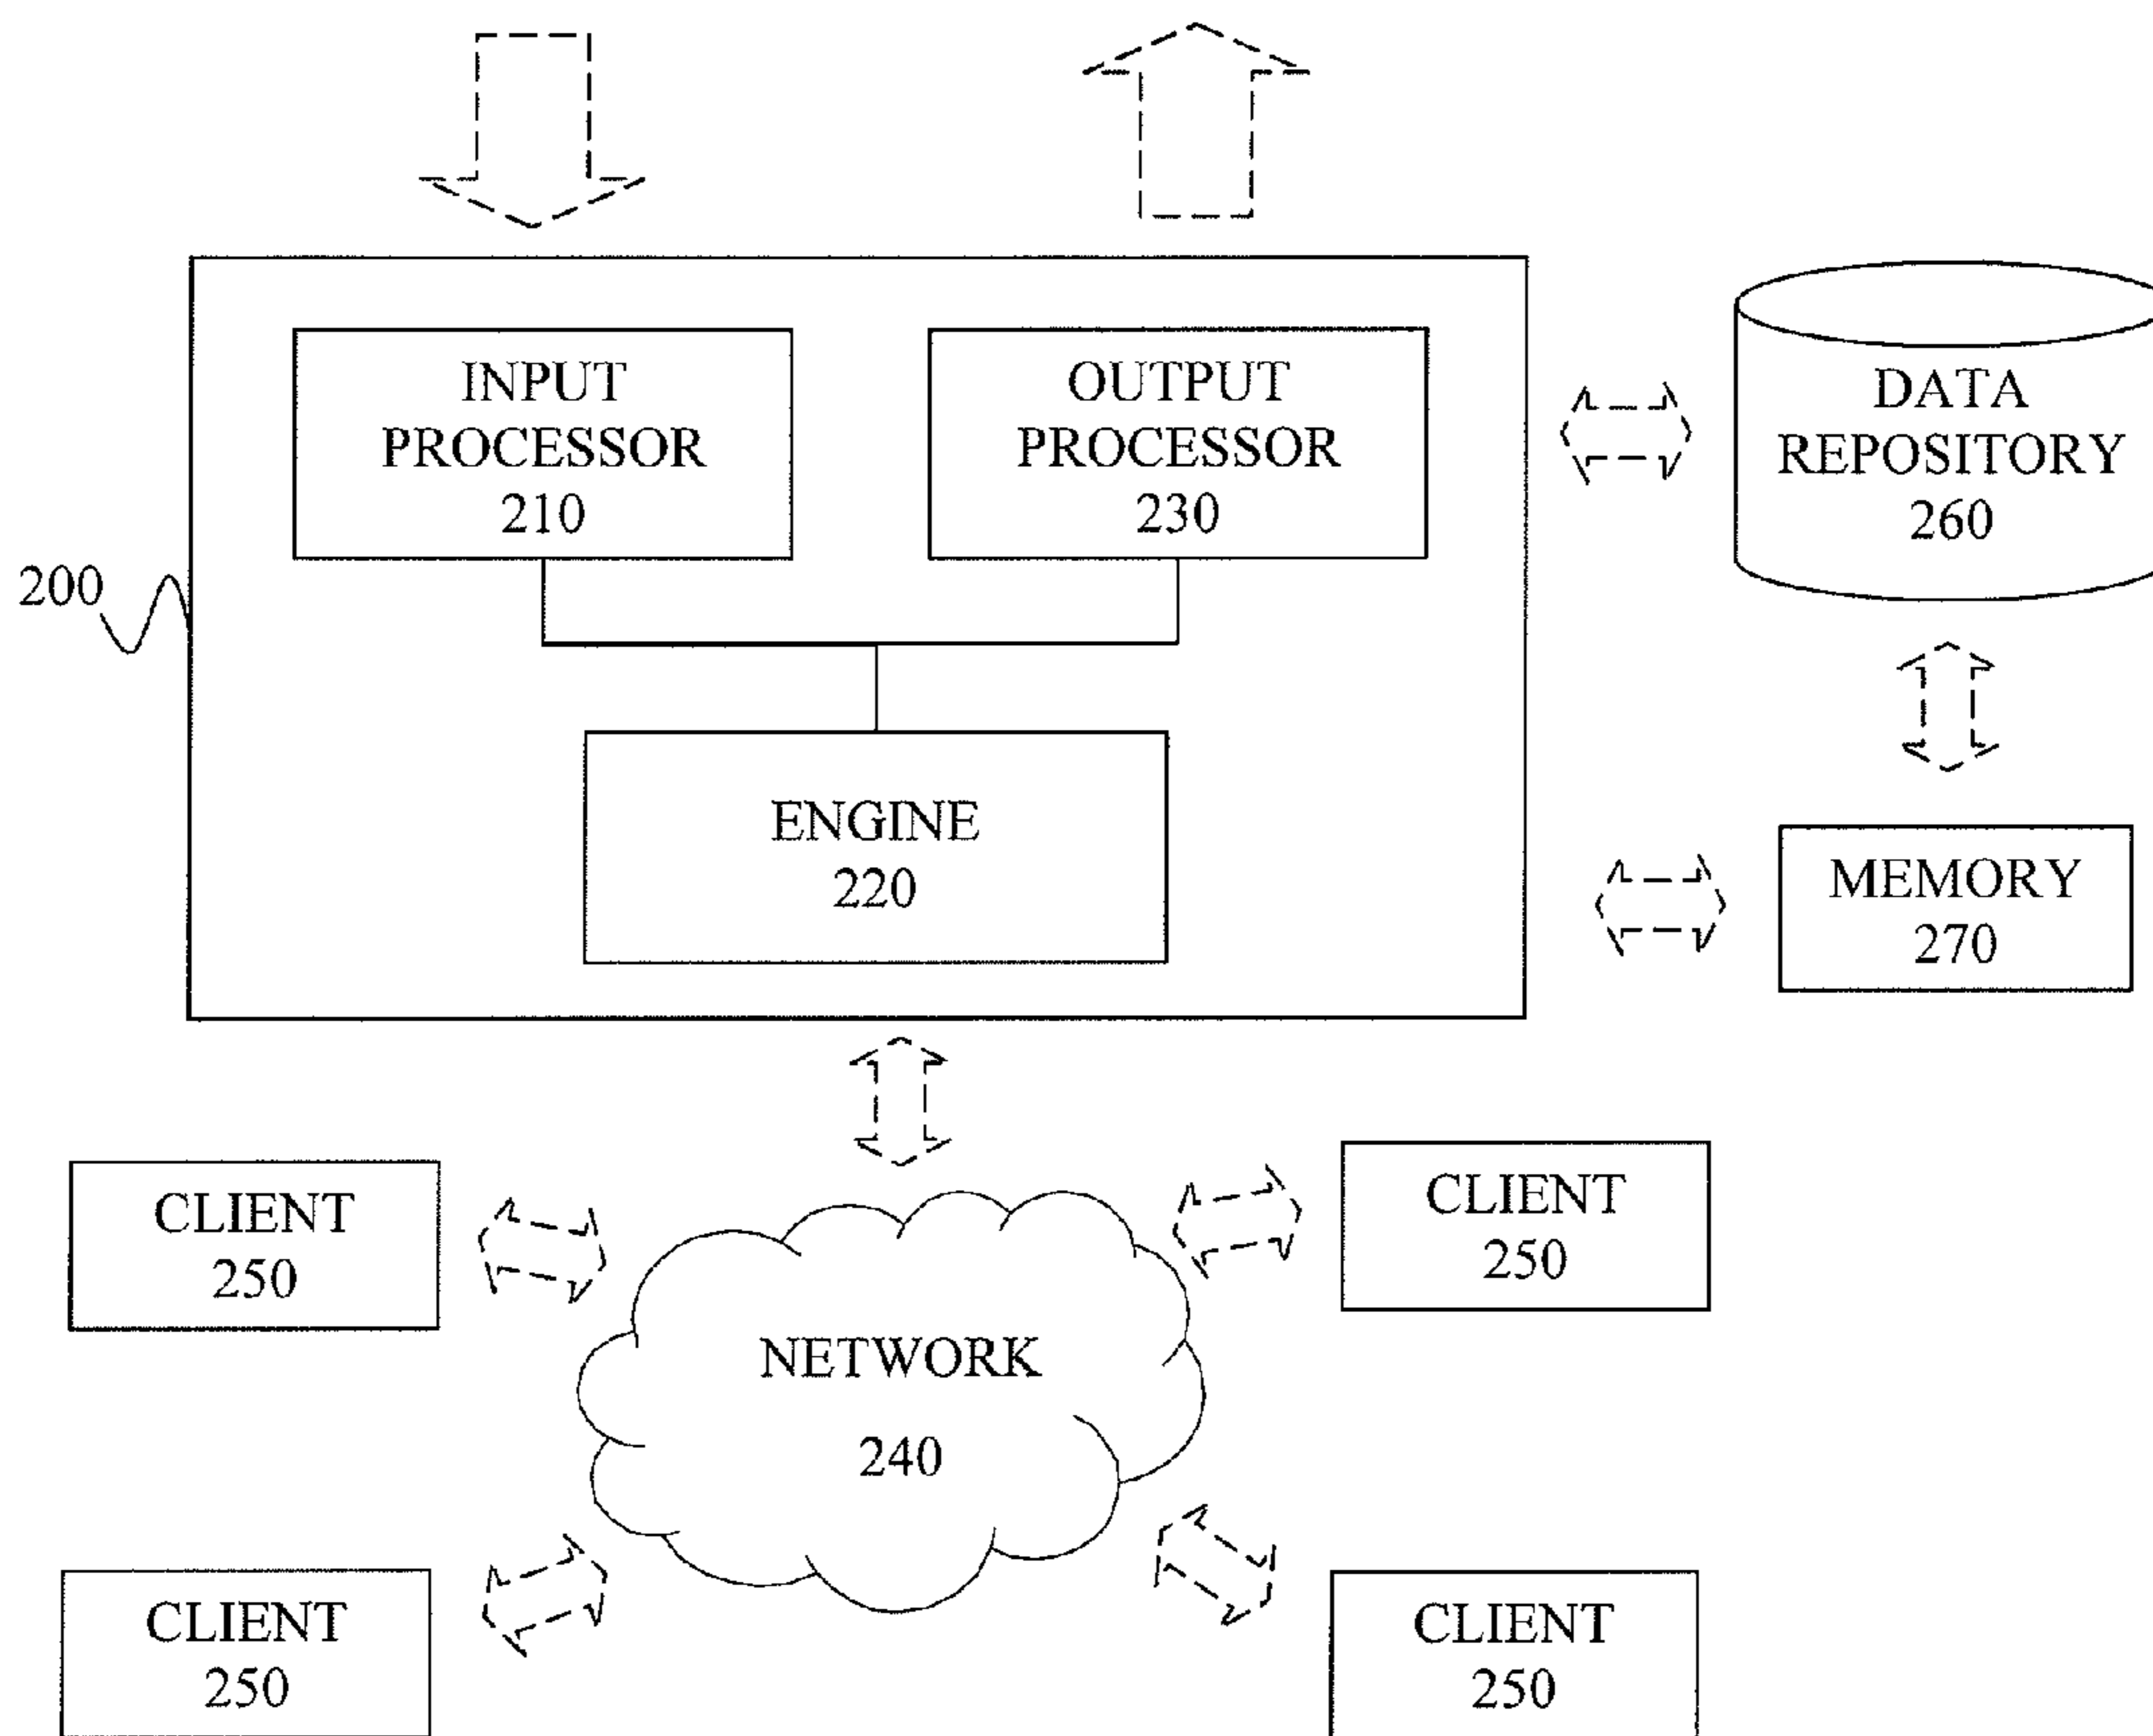 INPUT
PROCESSOR
210
OUTPUT
PROCESSOR
230
DATA
REPOSITORY
260
200
ENGINE
220
MEMORY
270
CLIENT
250
CLIENT
250
NETWORK
240
CLIENT
250
CLIENT
250